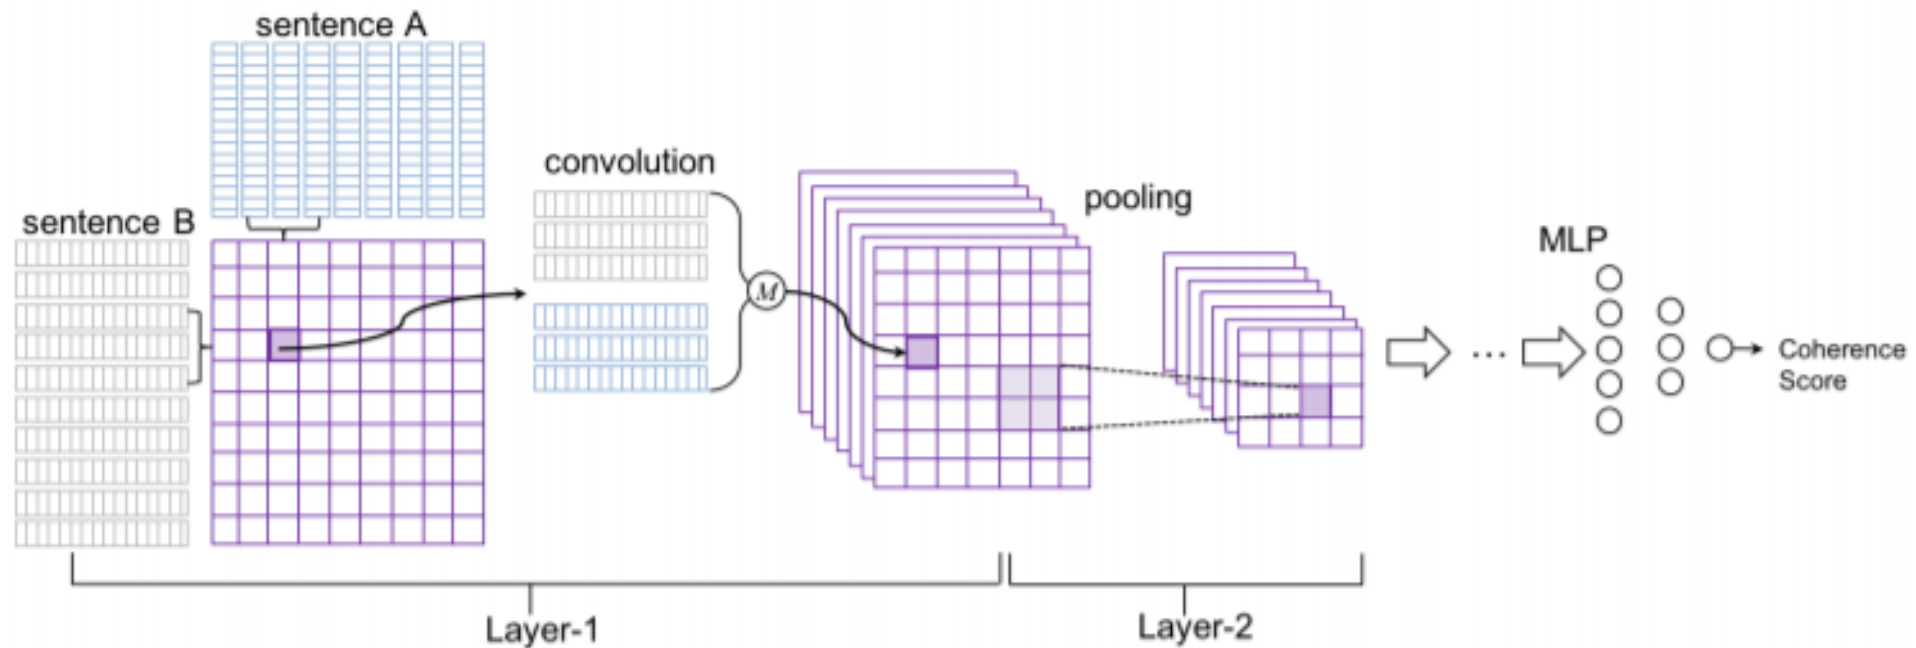 sentence A
sentence B
convolution
M
pooling
...
MLP
Coherence
Score
Layer-1
Layer-2